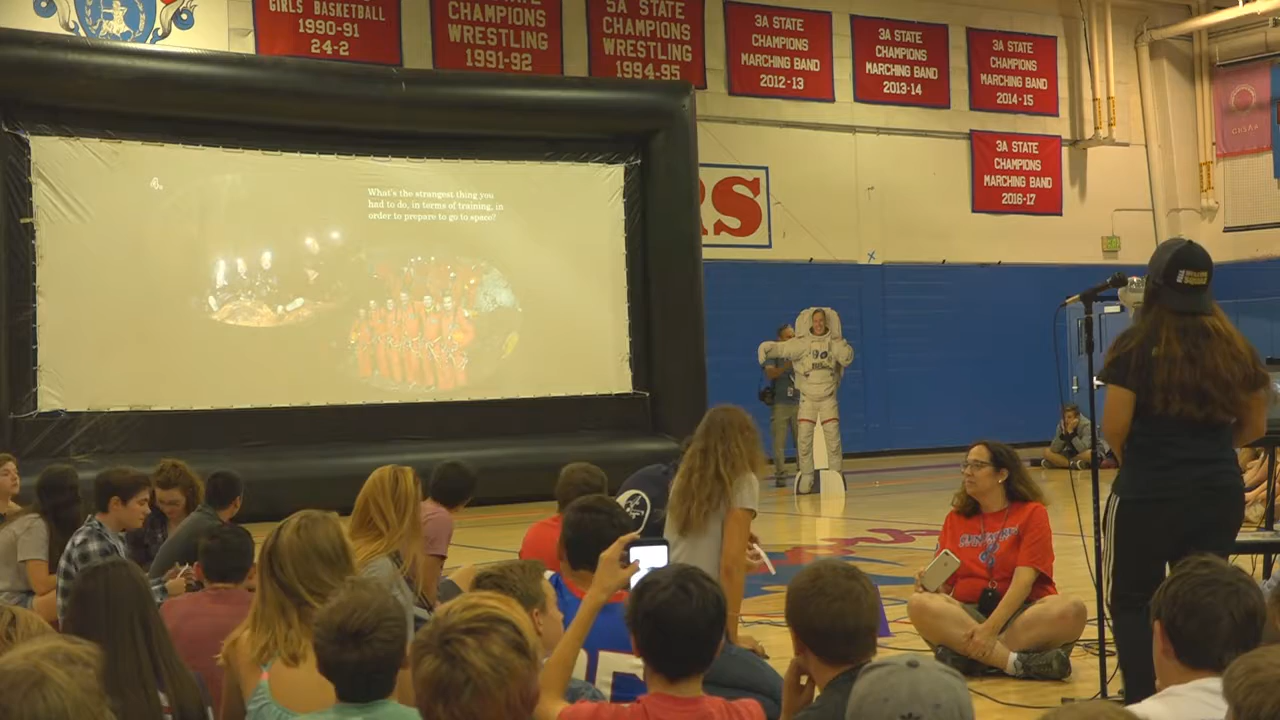 GIRLS BASKETBALL
1990-91
24-2
CHAMPIONS
WRESTLING
1991-92
5A STATE
CHAMPIONS
WRESTLING
1994-95
3A STATE
CHAMPIONS
MARCHING BAND
2012-13
3A STATE
CHAMPIONS
MARCHING BAND
2013-14
3A STATE
CHAMPIONS
MARCHING BAND
2014-15
3A STATE
CHAMPIONS
MARCHING BAND
2016-17
CHSAA
RS
What's the strangest thing you
had to do, in terms of training, in
order to prepare to go to space?